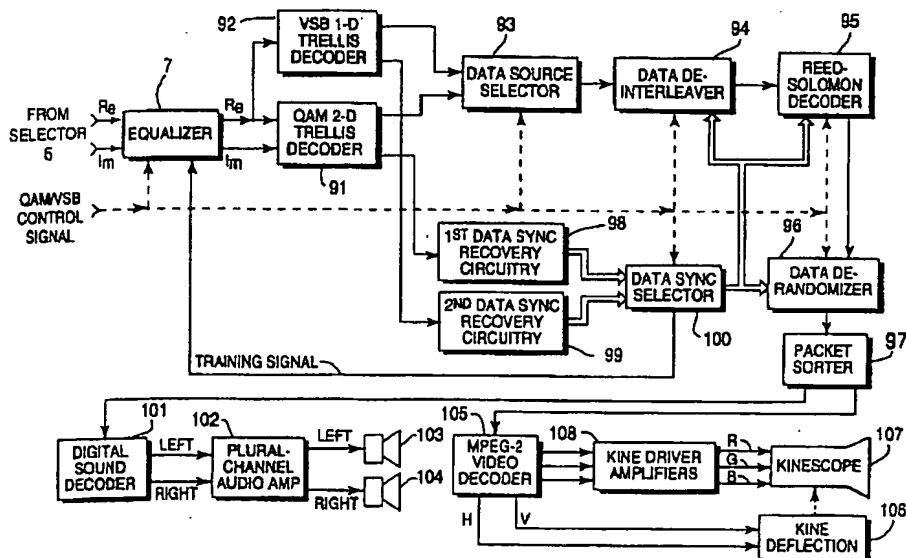 92
VSB 1-D
TRELLIS
DECODER
93
DATA SOURCE
SELECTOR
94
DATA DE-
INTERLEAVER
95
REED-
SOLOMON
DECODER
7
FROM
SELECTOR
6
Re
Im
EQUALIZER
Re
Im
QAM 2-D
TRELLIS
DECODER
91
QAM/VSB
CONTROL
SIGNAL
98
1ST DATA SYNC
RECOVERY
CIRCUITRY
2ND DATA SYNC
RECOVERY
CIRCUITRY
99
DATA SYNC
SELECTOR
100
96
DATA DE-
RANDOMIZER
PACKET
SORTER
97
TRAINING SIGNAL
101
DIGITAL
SOUND
DECODER
LEFT
RIGHT
102
PLURAL-
CHANNEL
AUDIO AMP
LEFT
RIGHT
103
104
105
MPEG-2
VIDEO
DECODER
H
V
108
KINE DRIVER
AMPLIFIERS
R
G
B
KINESCOPE
107
KINE
DEFLECTION
106